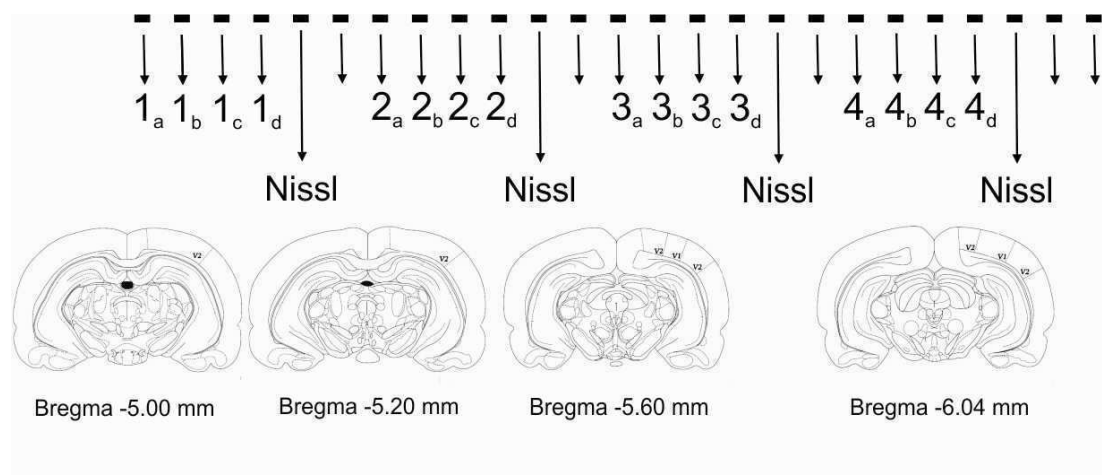 1a 1b 1c 1d 2a 2b 2c 2d 3a 3b 3c 3d 4a 4b 4c 4d
Nissl Nissl Nissl Nissl
V2 V2 V2 V1 V2 V2 V1 V2
Bregma -5.00 mm Bregma -5.20 mm Bregma -5.60 mm Bregma -6.04 mm